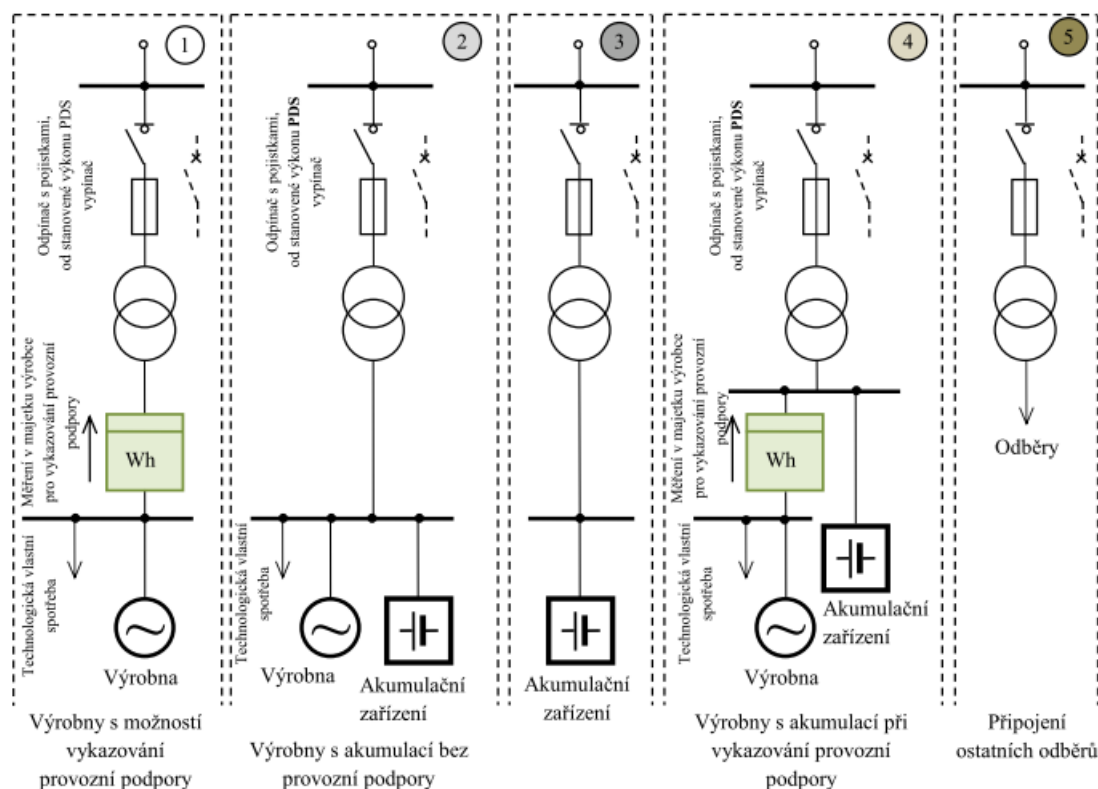 1
Odpínač s pojistkami,
od stanovené výkonu PDS
vypínač
Měření v majetku výrobce
pro vykazování provozní
podpory
Wh
Technologická vlastní
spotřeba
Výrobna
Výrobny s možností
vykazování
provozní podpory
2
Odpínač s pojistkami,
od stanovené výkonu PDS
vypínač
Technologická vlastní
spotřeba
Výrobna
Akumulační
zařízení
Výrobny s akumulací bez
provozní podpory
3
Akumulační
zařízení
4
Odpínač s pojistkami,
od stanovené výkonu PDS
vypínač
Měření v majetku výrobce
pro vykazování provozní
podpory
Wh
Technologická vlastní
spotřeba
Akumulační
zařízení
Výrobna
Výrobny s akumulací při
vykazování provozní
podpory
5
Odběry
Připojení
ostatních odběrů